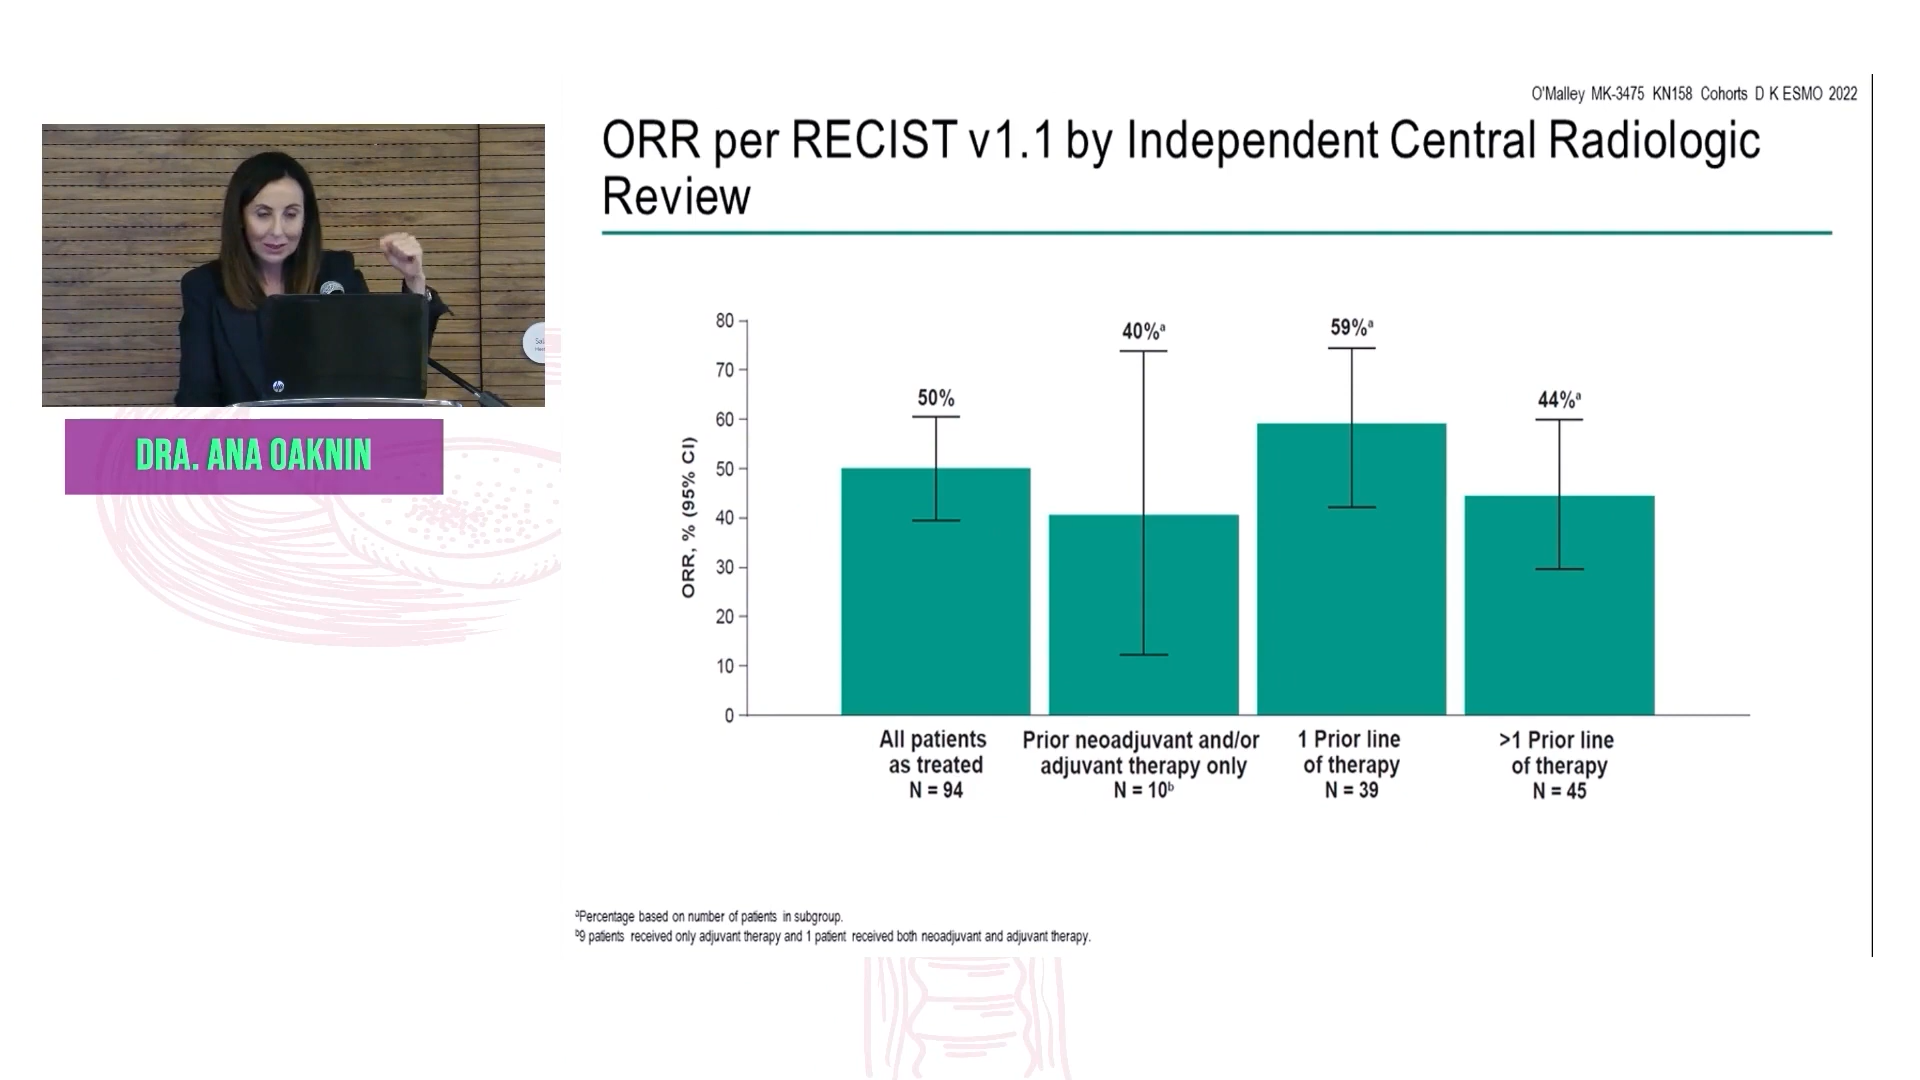 O'Malley MK-3475 KN158 Cohorts D K ESMO 2022
ORR per RECIST v1.1 by Independent Central Radiologic
Review
DRA. ANA OAKNIN
ORR, % (95% CI)
80
70
60
50
40
30
20
10
0
50%
40%ᵃ
59%ᵃ
44%ᵃ
All patients
as treated
N = 94
Prior neoadjuvant and/or
adjuvant therapy only
N = 10ᵇ
1 Prior line
of therapy
N = 39
>1 Prior line
of therapy
N = 45
ᵃPercentage based on number of patients in subgroup.
ᵇ9 patients received only adjuvant therapy and 1 patient received both neoadjuvant and adjuvant therapy.
hp